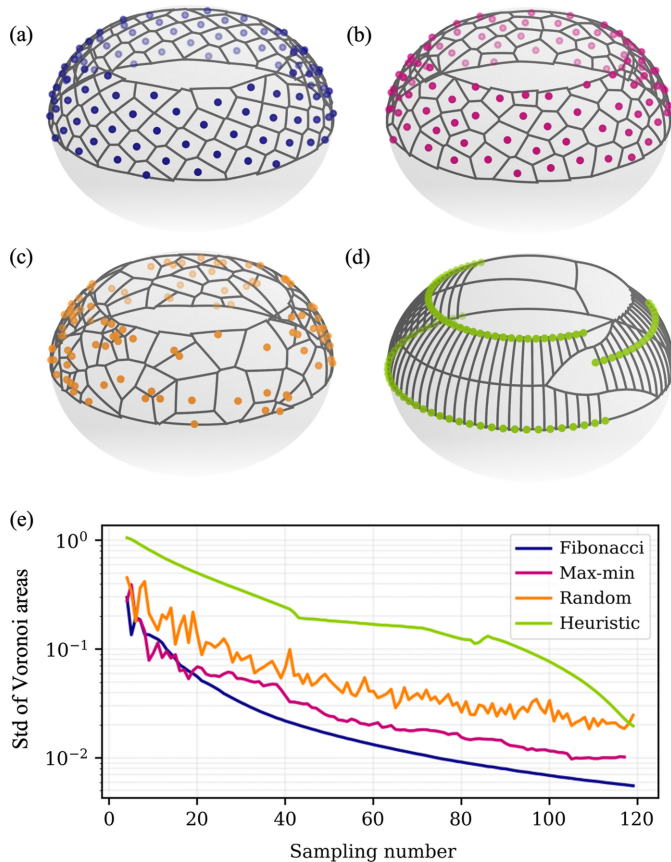 (a)
(b)
(c)
(d)
(e)
10⁰
10⁻¹
10⁻²
Std of Voronoi areas
Fibonacci
Max-min
Random
Heuristic
0 20 40 60 80 100 120
Sampling number